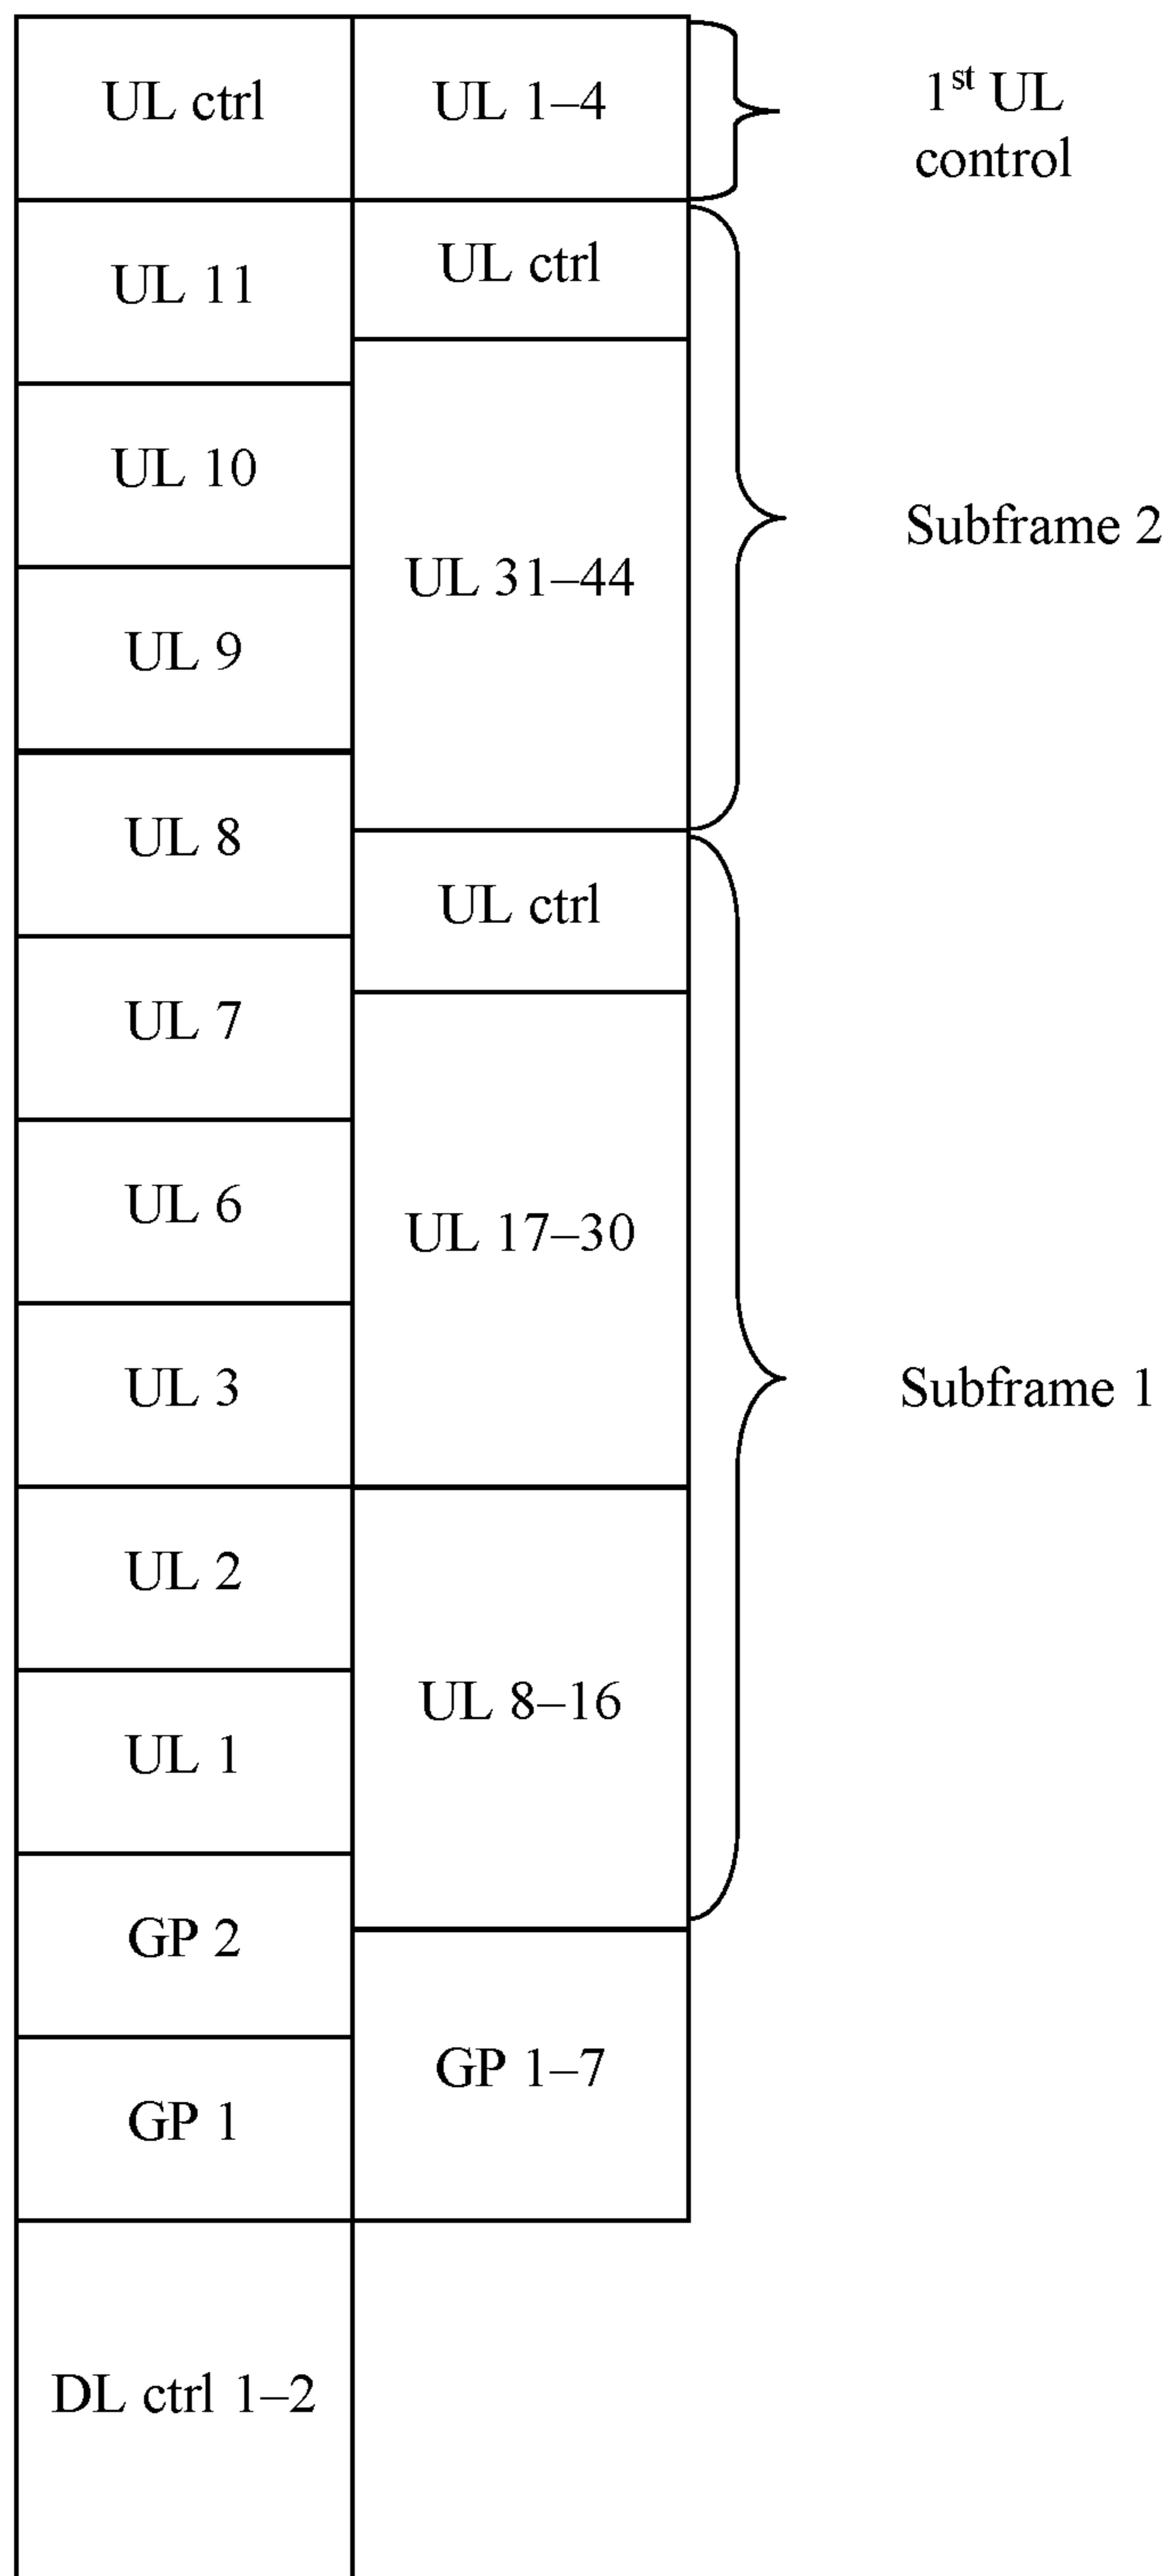 UL ctrl
UL 1–4
1st UL
control
UL 11
UL ctrl
UL 10
Subframe 2
UL 31–44
UL 9
UL 8
UL ctrl
UL 7
UL 6
UL 17–30
UL 3
Subframe 1
UL 2
UL 8–16
UL 1
GP 2
GP 1–7
GP 1
DL ctrl 1–2